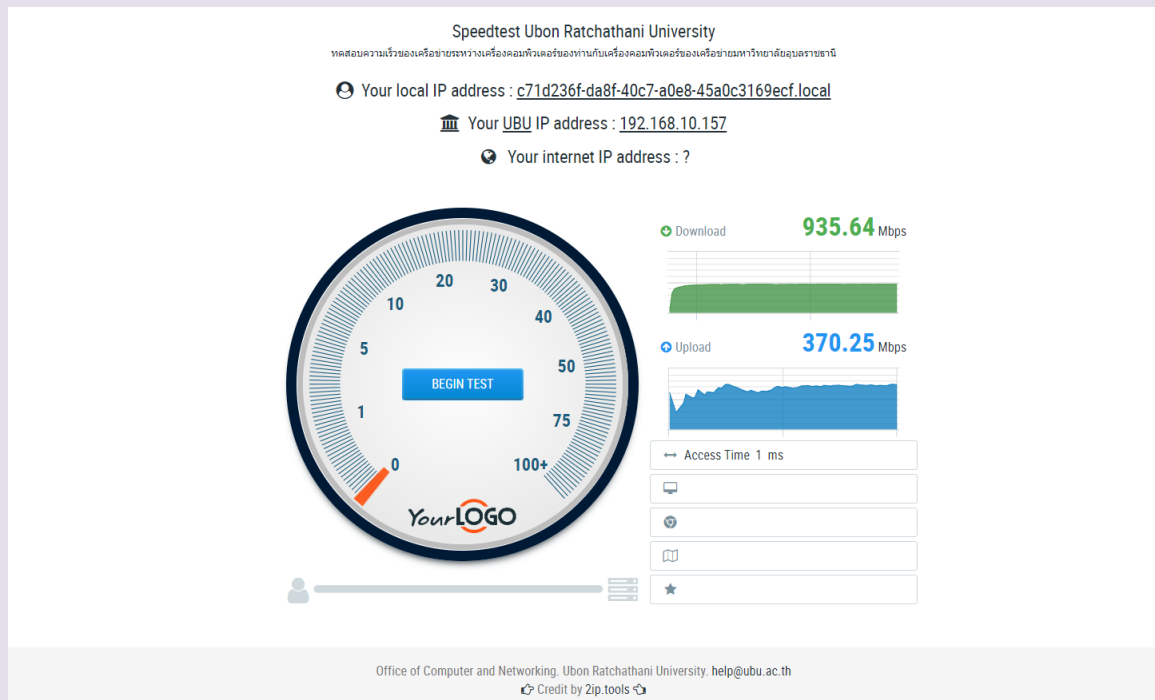 Speedtest Ubon Ratchathani University
ทดสอบความเร็วของเครือข่ายระหว่างเครื่องคอมพิวเตอร์ของท่านกับเครื่องคอมพิวเตอร์ของเครือข่ายมหาวิทยาลัยอุบลราชธานี
Your local IP address : c71d236f-da8f-40c7-a0e8-45a0c3169ecf.local
Your UBU IP address : 192.168.10.157
Your internet IP address : ?
0
1
5
10
20
30
40
50
75
100+
BEGIN TEST
YourLOGO
Download 935.64 Mbps
Upload 370.25 Mbps
Access Time 1 ms
Office of Computer and Networking. Ubon Ratchathani University. help@ubu.ac.th
Credit by 2ip.tools